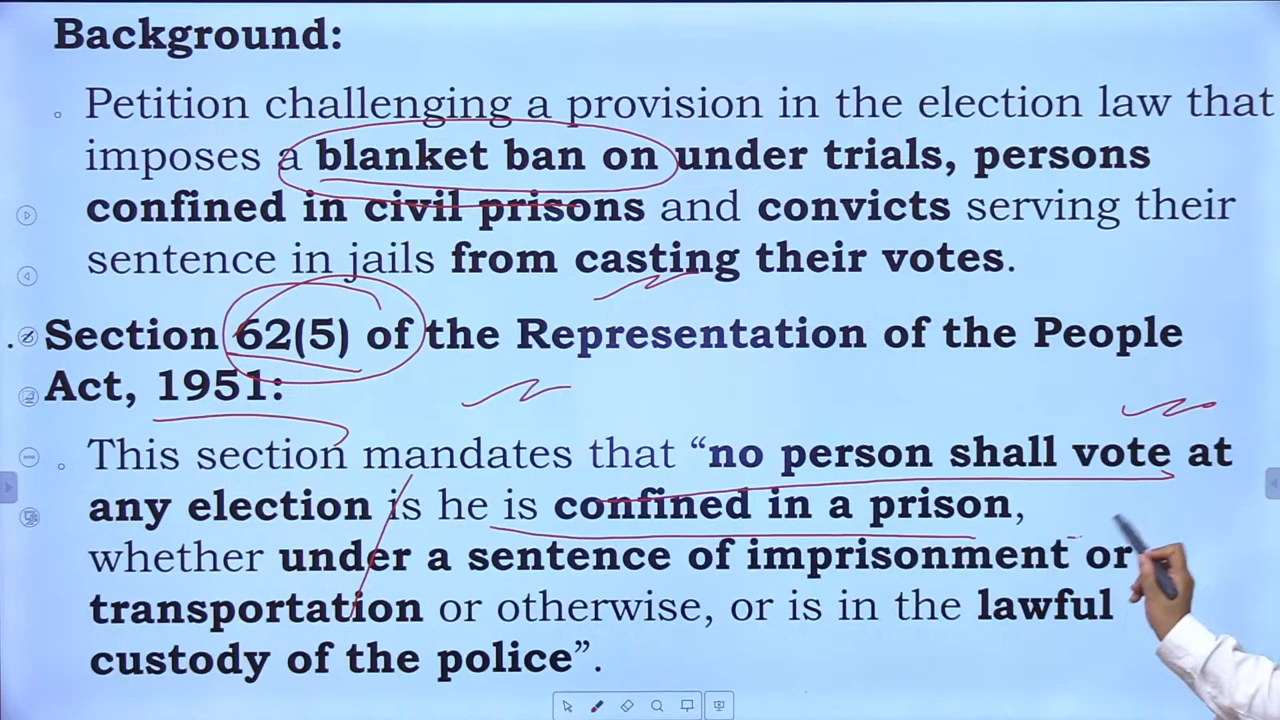 Background:
Petition challenging a provision in the election law that
imposes a blanket ban on under trials, persons
confined in civil prisons and convicts serving their
sentence in jails from casting their votes.
Section 62(5) of the Representation of the People
Act, 1951:
This section mandates that “no person shall vote at
any election is he is confined in a prison,
whether under a sentence of imprisonment or
transportation or otherwise, or is in the lawful
custody of the police”.